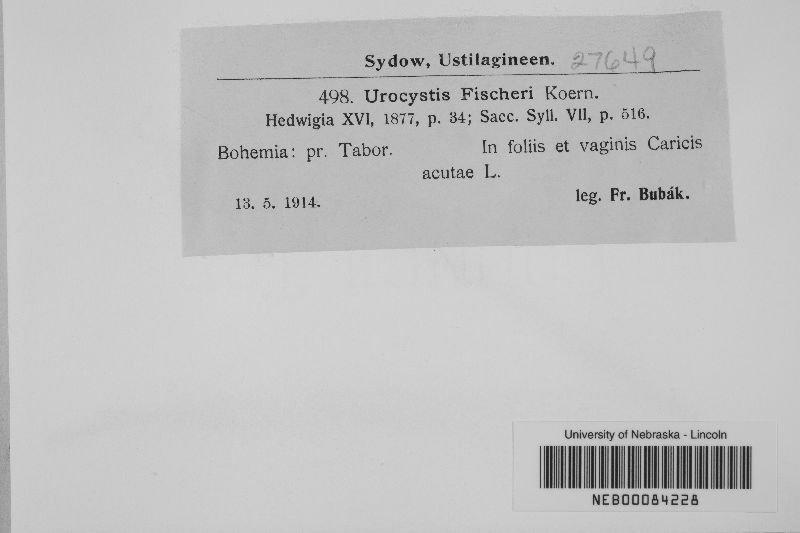 Sydow, Ustilagineen. 27649
498. Urocystis Fischeri Koern.
Hedwigia XVI, 1877, p. 34; Sacc. Syll. VII, p. 516.
Bohemia: pr. Tabor. In foliis et vaginis Caricis
acutae L.
13. 5. 1914. leg. Fr. Bubák.
University of Nebraska - Lincoln
NEB00084228